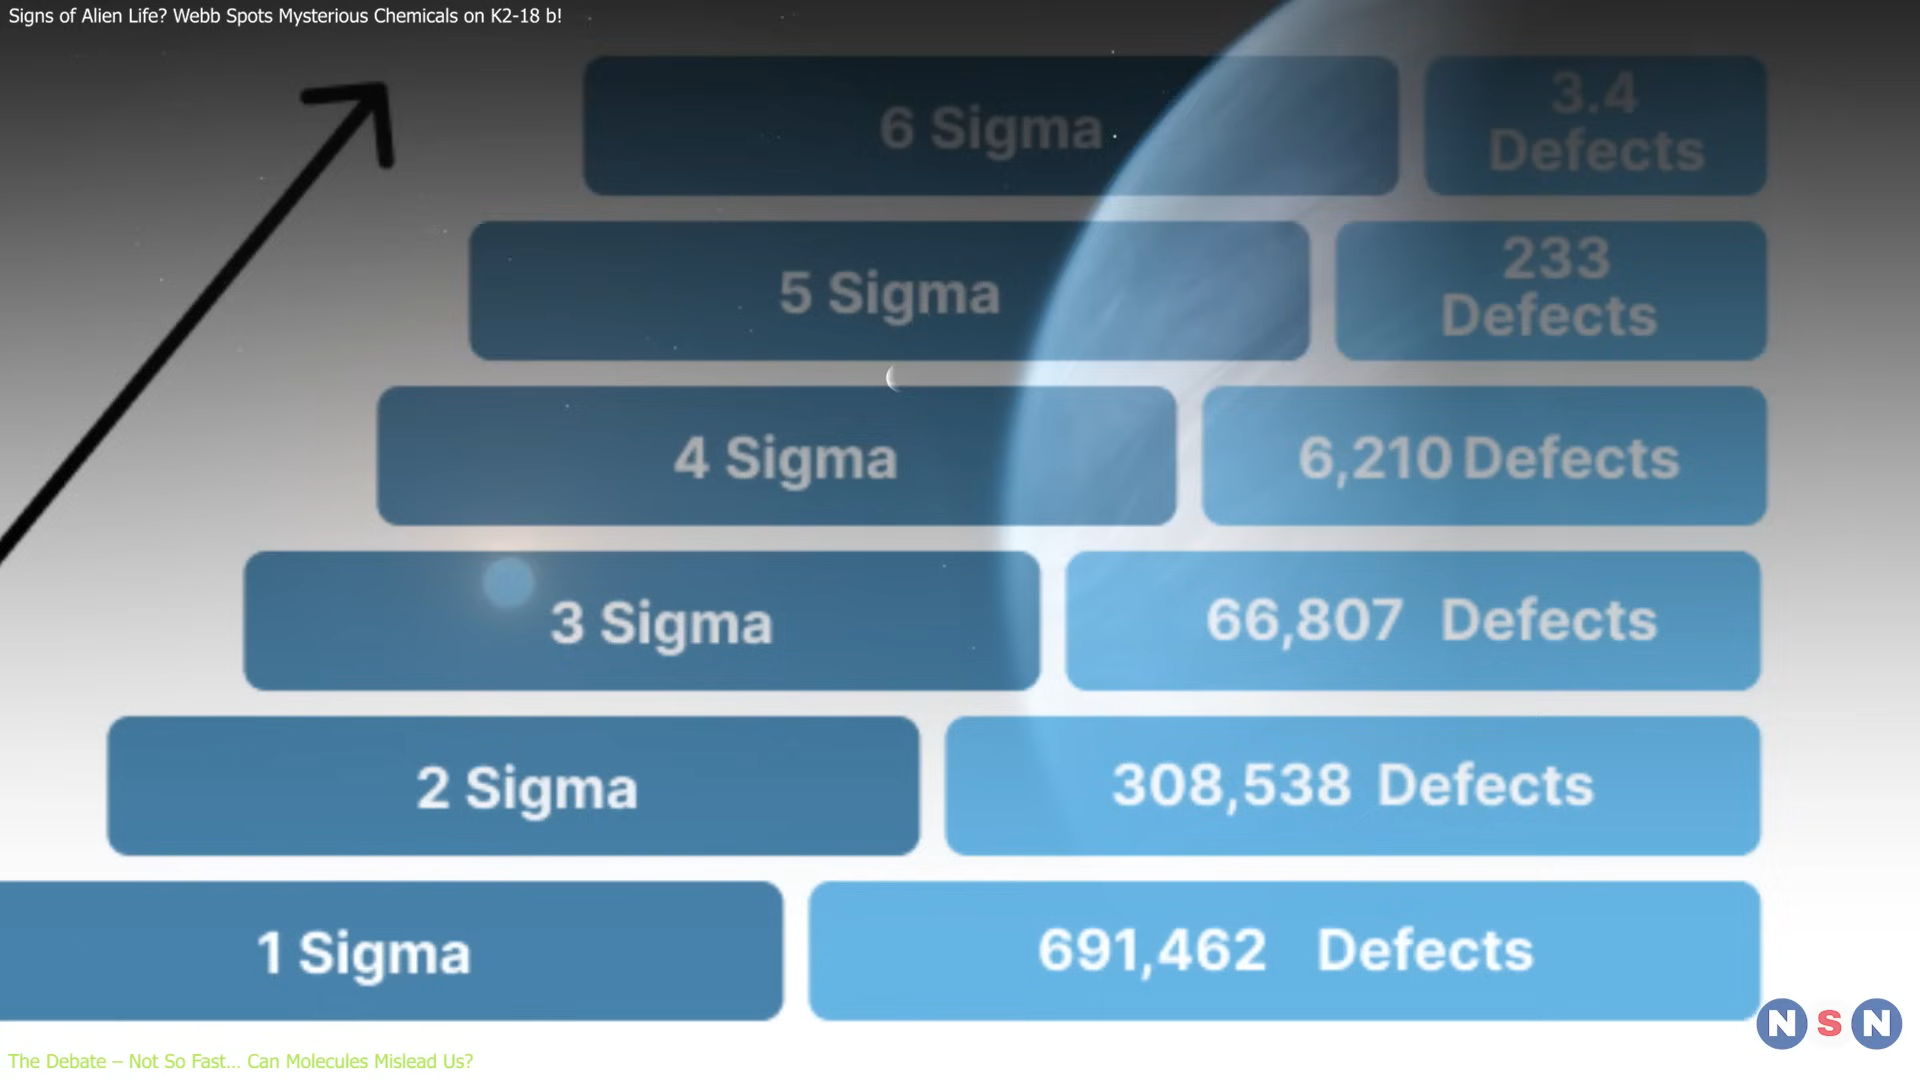 Signs of Alien Life? Webb Spots Mysterious Chemicals on K2-18 b!
6 Sigma
3.4
Defects
5 Sigma
233
Defects
4 Sigma
6,210 Defects
3 Sigma
66,807 Defects
2 Sigma
308,538 Defects
1 Sigma
691,462 Defects
N S N
The Debate – Not So Fast... Can Molecules Mislead Us?